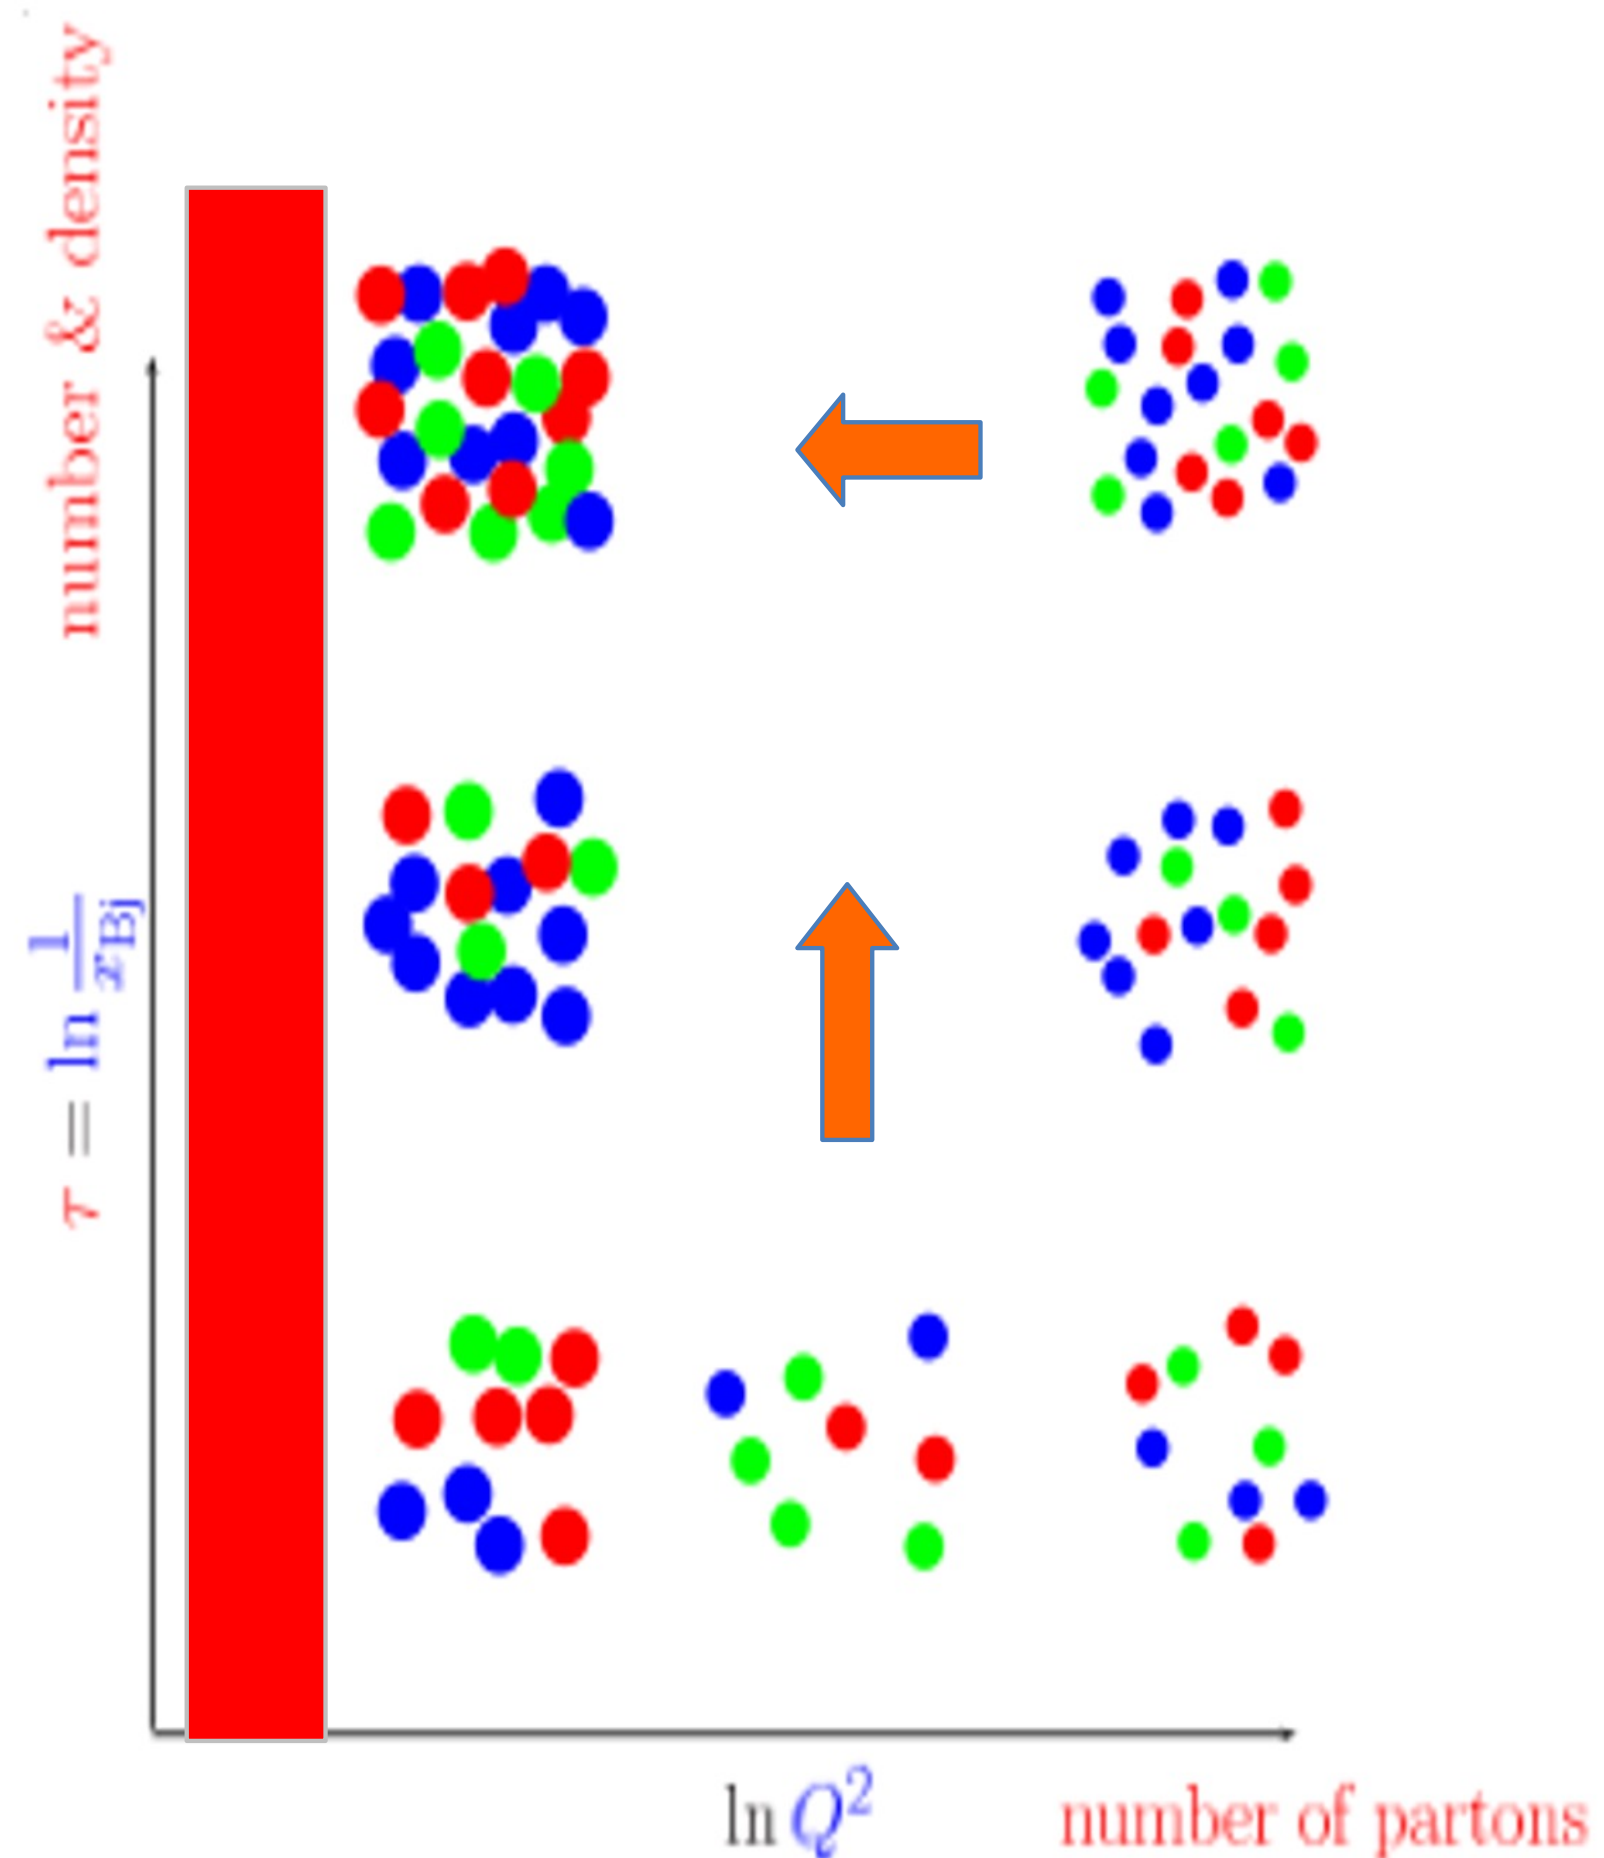 number & density
τ = ln 1/x_Bj
ln Q² number of partons